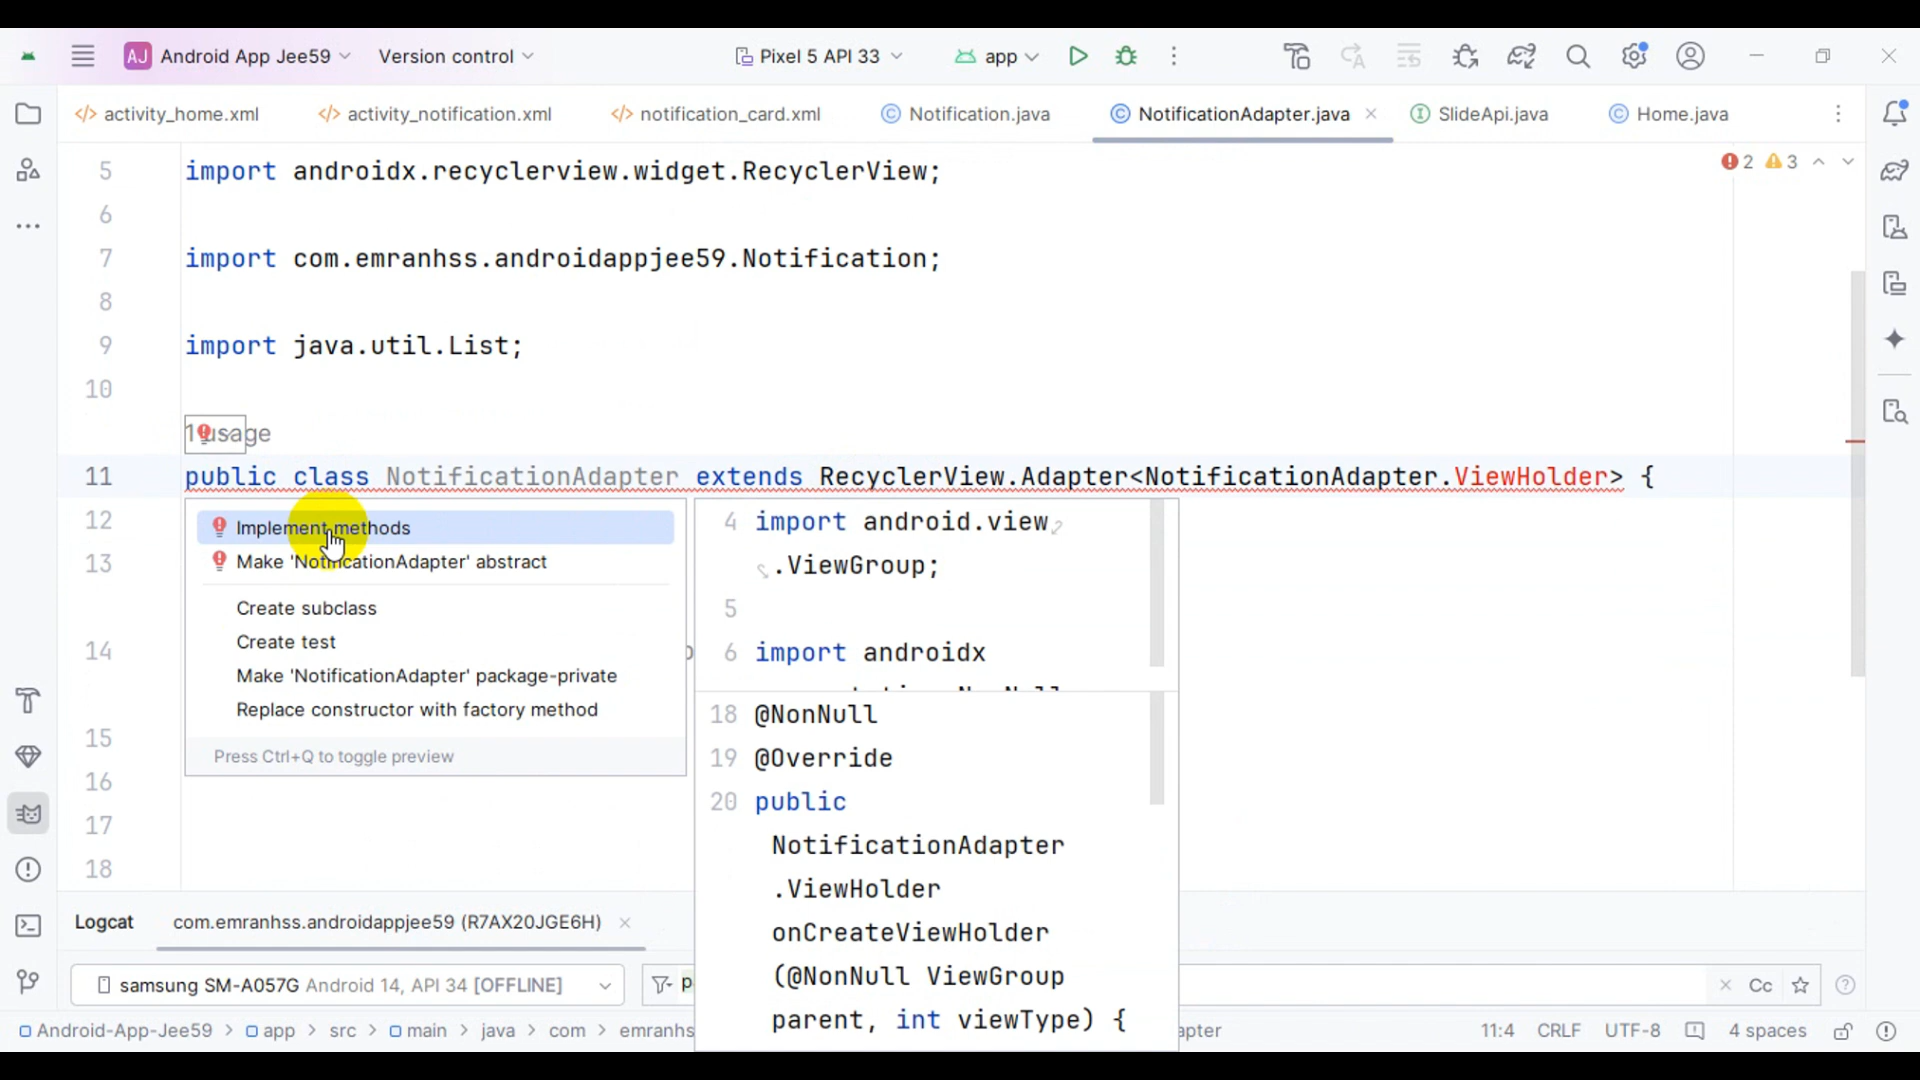 AJ Android App Jee59 Version control Pixel 5 API 33 app
activity_home.xml activity_notification.xml notification_card.xml Notification.java NotificationAdapter.java SlideApi.java Home.java
2 3
5 import androidx.recyclerview.widget.RecyclerView;
6
7 import com.emranhss.androidappjee59.Notification;
8
9 import java.util.List;
10
1 usage
11 public class NotificationAdapter extends RecyclerView.Adapter<NotificationAdapter.ViewHolder> {
12
13
14
15
16
17
18
Implement methods
Make 'NotificationAdapter' abstract
Create subclass
Create test
Make 'NotificationAdapter' package-private
Replace constructor with factory method
Press Ctrl+Q to toggle preview
4 import android.view
.ViewGroup;
5
6 import androidx
18 @NonNull
19 @Override
20 public
NotificationAdapter
.ViewHolder
onCreateViewHolder
(@NonNull ViewGroup
parent, int viewType) {
Logcat com.emranhss.androidappjee59 (R7AX20JGE6H)
samsung SM-A057G Android 14, API 34 [OFFLINE] p Cc
Android-App-Jee59 > app > src > main > java > com > emranhs apter 11:4 CRLF UTF-8 4 spaces